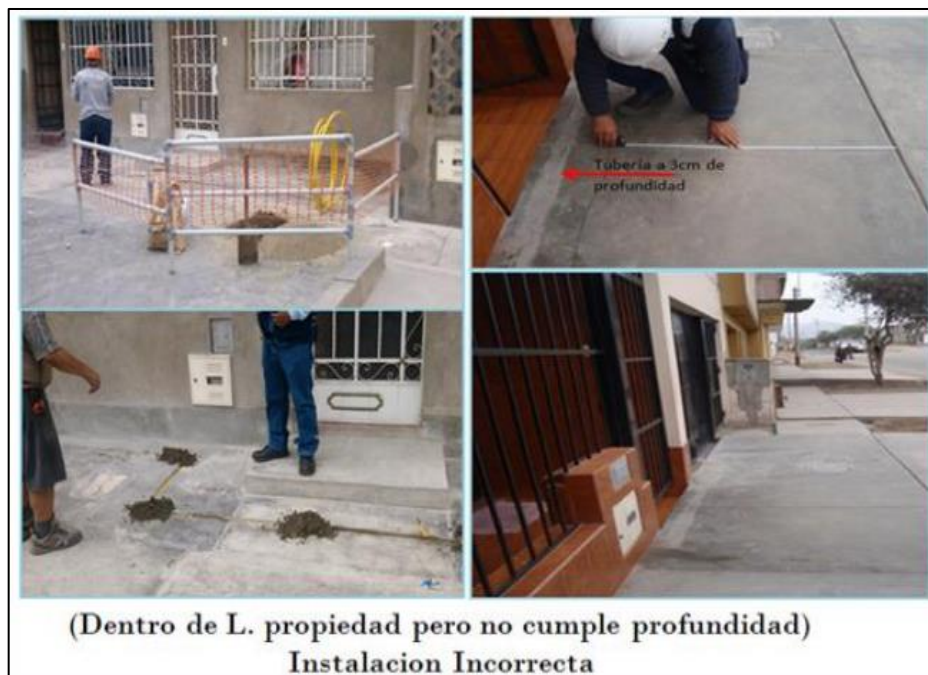 Tubería a 3cm de
profundidad
(Dentro de L. propiedad pero no cumple profundidad)
Instalacion Incorrecta